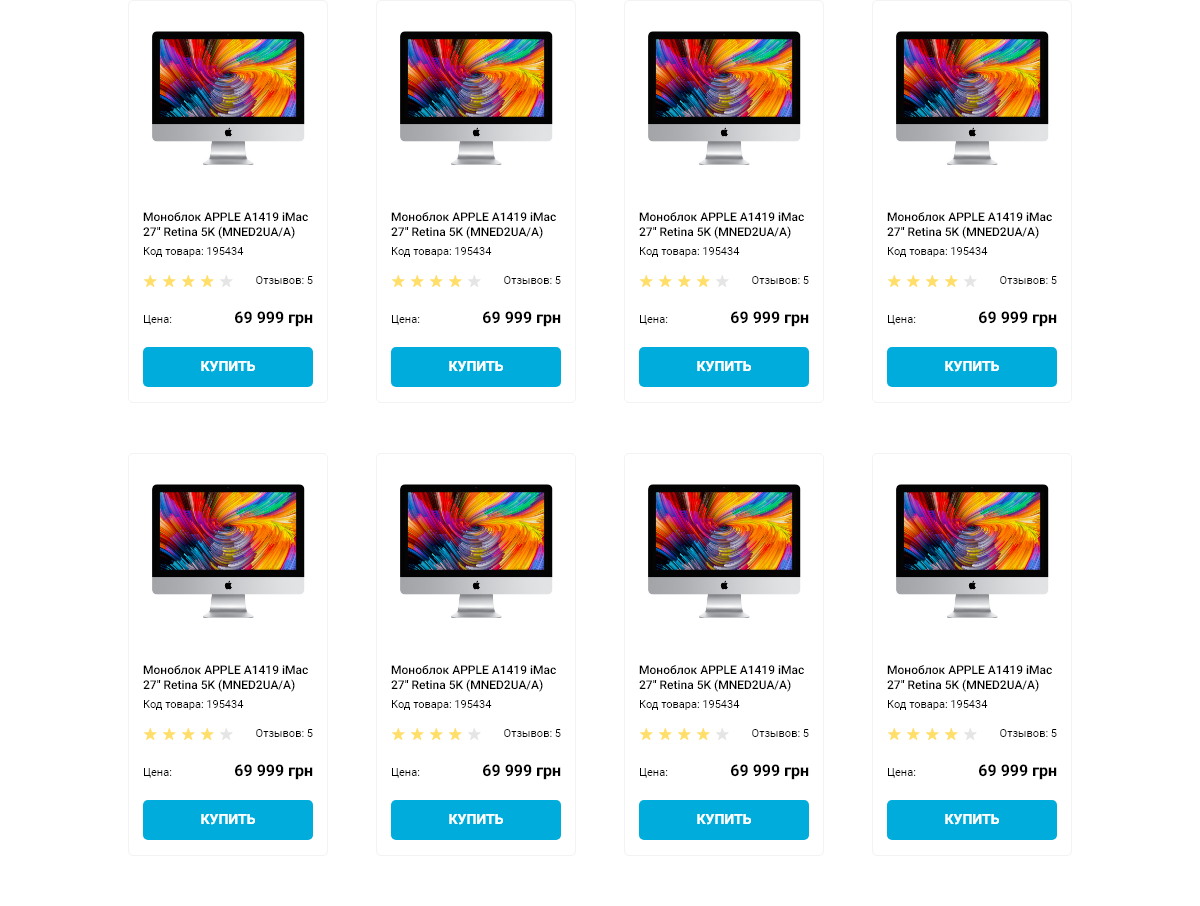 Моноблок APPLE A1419 iMac
27" Retina 5K (MNED2UA/A)
Код товара: 195434
Отзывов: 5
Цена: 69 999 грн
КУПИТЬ
Моноблок APPLE A1419 iMac
27" Retina 5K (MNED2UA/A)
Код товара: 195434
Отзывов: 5
Цена: 69 999 грн
КУПИТЬ
Моноблок APPLE A1419 iMac
27" Retina 5K (MNED2UA/A)
Код товара: 195434
Отзывов: 5
Цена: 69 999 грн
КУПИТЬ
Моноблок APPLE A1419 iMac
27" Retina 5K (MNED2UA/A)
Код товара: 195434
Отзывов: 5
Цена: 69 999 грн
КУПИТЬ
Моноблок APPLE A1419 iMac
27" Retina 5K (MNED2UA/A)
Код товара: 195434
Отзывов: 5
Цена: 69 999 грн
КУПИТЬ
Моноблок APPLE A1419 iMac
27" Retina 5K (MNED2UA/A)
Код товара: 195434
Отзывов: 5
Цена: 69 999 грн
КУПИТЬ
Моноблок APPLE A1419 iMac
27" Retina 5K (MNED2UA/A)
Код товара: 195434
Отзывов: 5
Цена: 69 999 грн
КУПИТЬ
Моноблок APPLE A1419 iMac
27" Retina 5K (MNED2UA/A)
Код товара: 195434
Отзывов: 5
Цена: 69 999 грн
КУПИТЬ